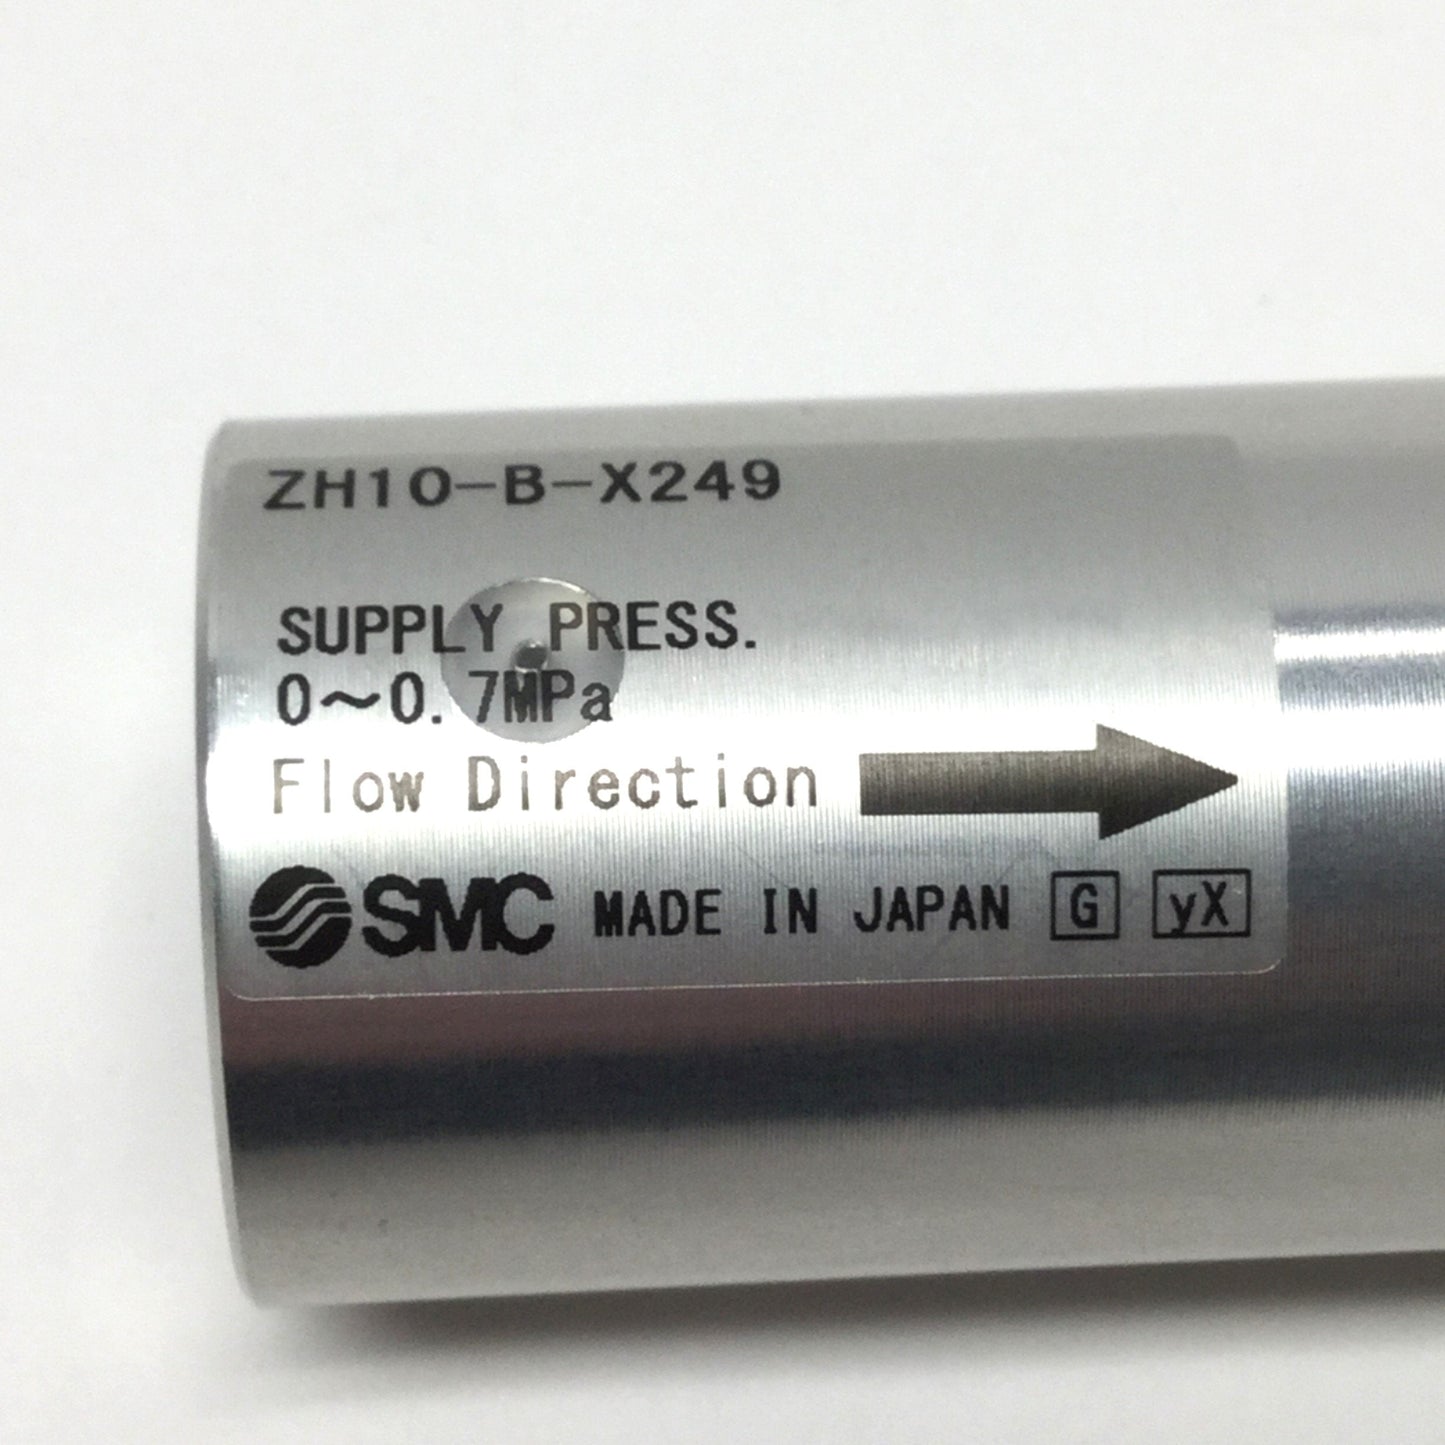 ZH10-B-X249
SUPPLY PRESS.
0～0.7MPa
Flow Direction
SMC MADE IN JAPAN G yX